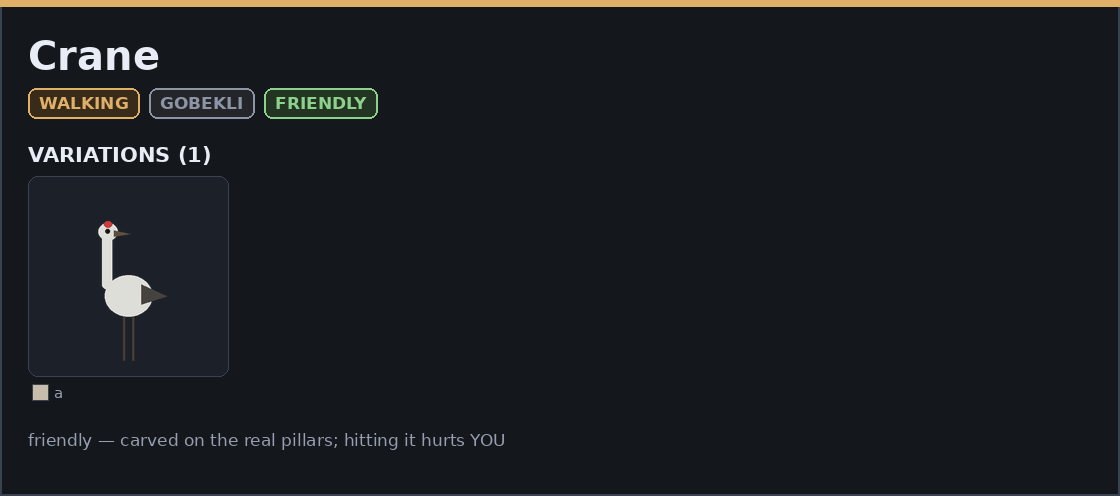 Crane
WALKING GOBEKLI FRIENDLY
VARIATIONS (1)
a
friendly — carved on the real pillars; hitting it hurts YOU